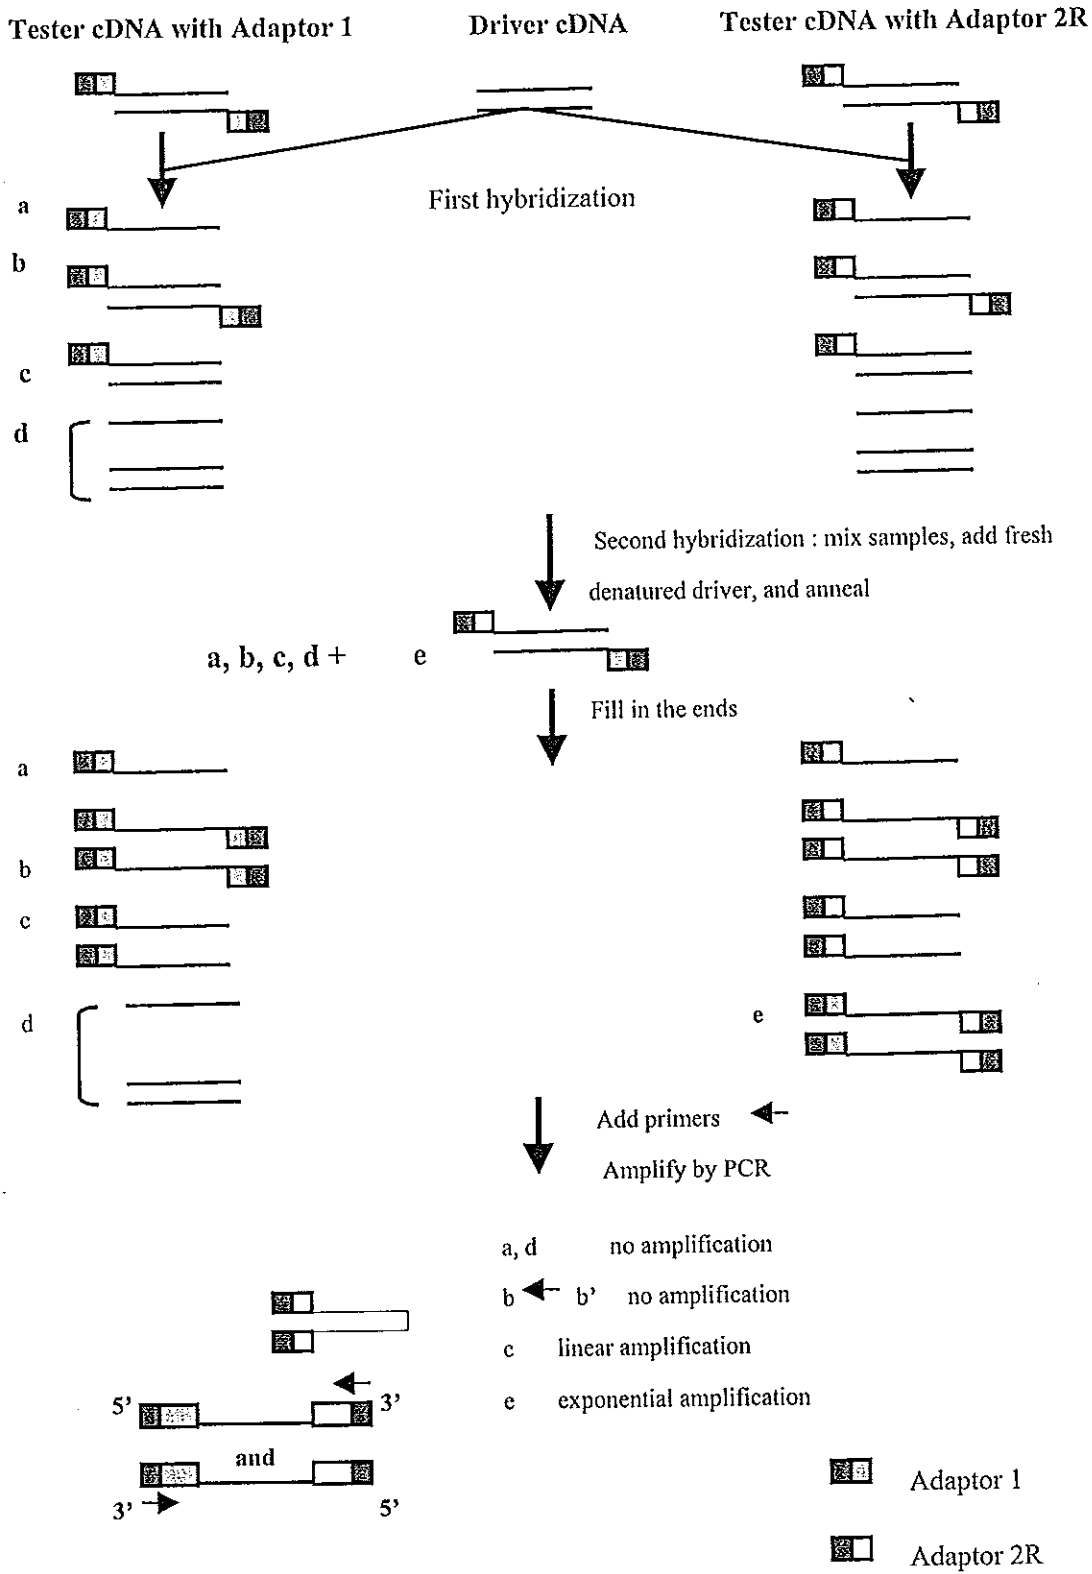 Tester cDNA with Adaptor 1 Driver cDNA Tester cDNA with Adaptor 2R
First hybridization
a
b
c
d
Second hybridization : mix samples, add fresh
denatured driver, and anneal
a, b, c, d + e
Fill in the ends
a
b
c
d
e
Add primers
Amplify by PCR
a, d no amplification
b b’ no amplification
c linear amplification
e exponential amplification
5’ 3’
and
3’ 5’
Adaptor 1
Adaptor 2R